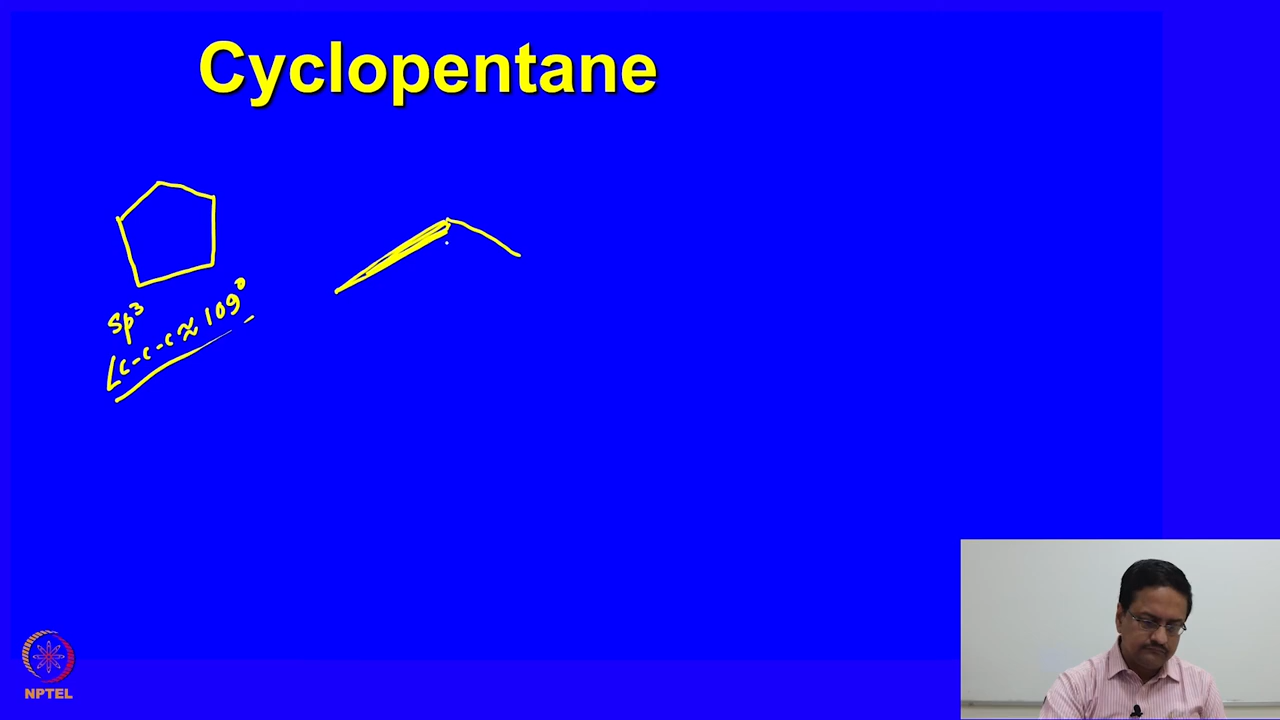 Cyclopentane
Sp³
∠C-C-C ≈ 109°
NPTEL